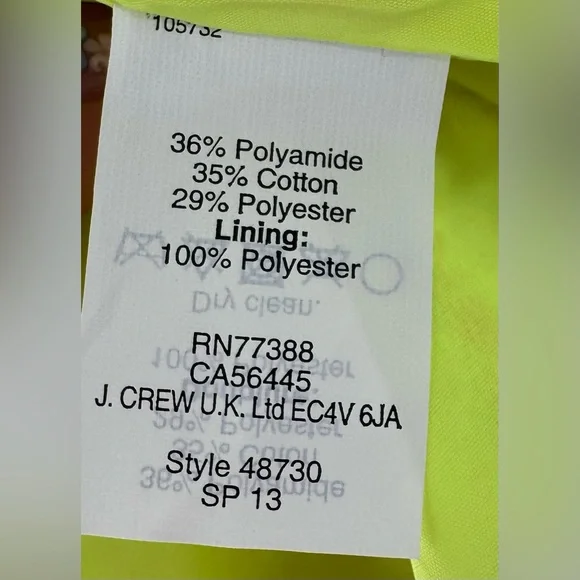 105732
36% Polyamide
35% Cotton
29% Polyester
Lining:
100% Polyester
Dry clean.
RN77388
CA56445
J. CREW U.K. Ltd EC4V 6JA
Style 48730
SP 13